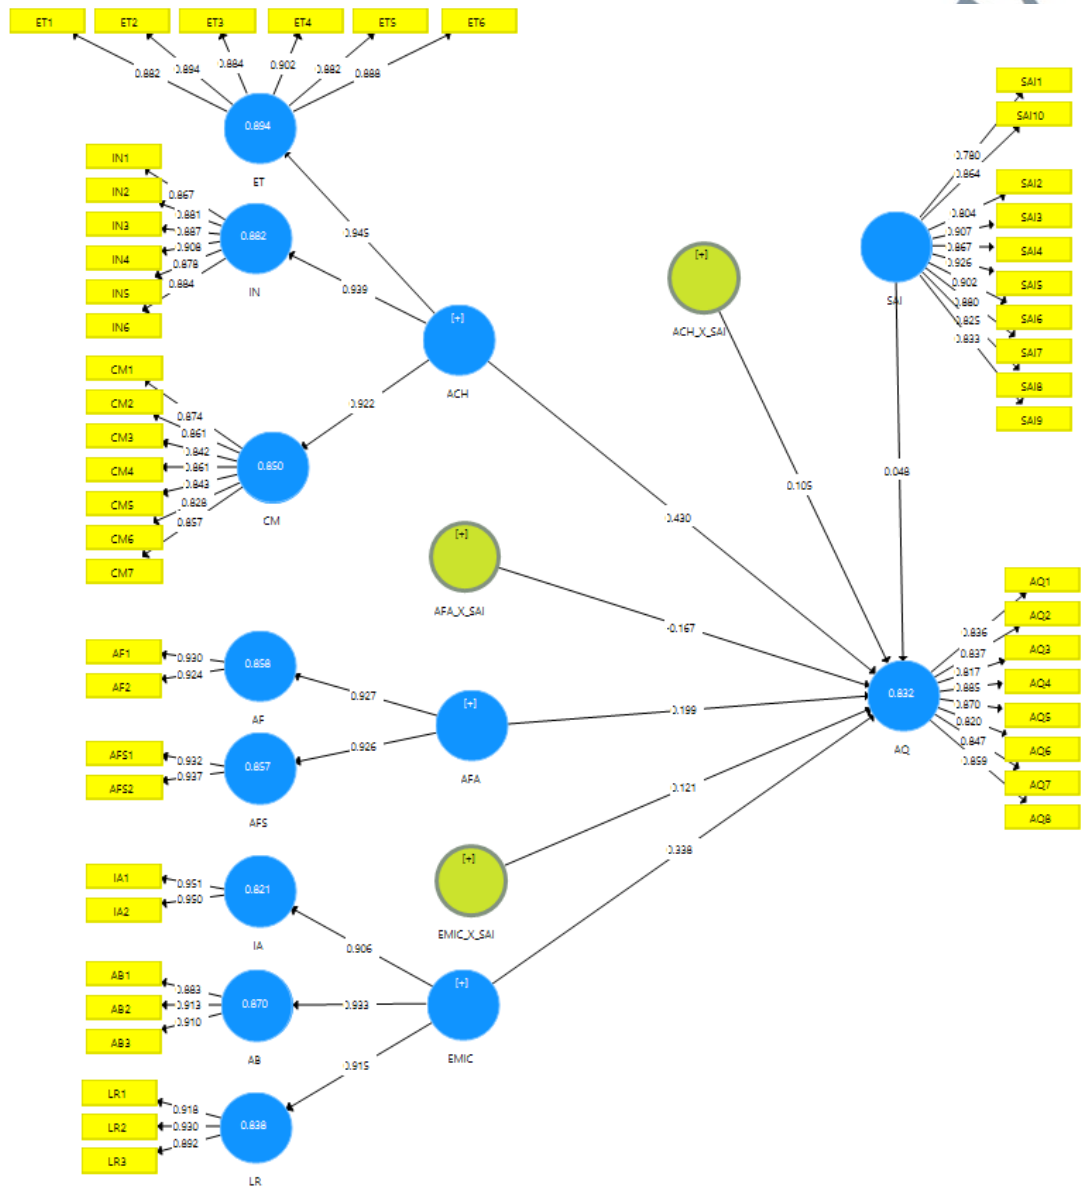 ET1 ET2 ET3 ET4 ET5 ET6
0.882 0.894 0.884 0.902 0.882 0.888
0.894
ET
IN1
IN2
IN3
IN4
IN5
IN6
0.867
0.881
0.887
0.908
0.878
0.884
0.882
IN
0.945
0.939
[+]
ACH
0.922
CM1
CM2
CM3
CM4
CM5
CM6
CM7
0.874
0.861
0.842
0.861
0.843
0.828
0.857
0.850
CM
[+]
ACH_X_SAI
0.105
0.430
SAI1
SAI10
SAI2
SAI3
SAI4
SAI5
SAI6
SAI7
SAI8
SAI9
0.780
0.864
0.804
0.907
0.867
0.926
0.902
0.880
0.825
0.833
SAI
0.048
[+]
AFA_X_SAI
-0.167
AF1
AF2
0.930
0.924
0.858
AF
0.927
AFS1
AFS2
0.932
0.937
0.857
AFS
0.926
[+]
AFA
0.199
AQ1
AQ2
AQ3
AQ4
AQ5
AQ6
AQ7
AQ8
0.836
0.837
0.817
0.885
0.870
0.820
0.847
0.859
0.832
AQ
0.121
0.338
[+]
EMIC_X_SAI
IA1
IA2
0.951
0.950
0.821
IA
0.906
AB1
AB2
AB3
0.883
0.913
0.910
0.870
AB
0.933
[+]
EMIC
0.915
LR1
LR2
LR3
0.918
0.930
0.892
0.838
LR